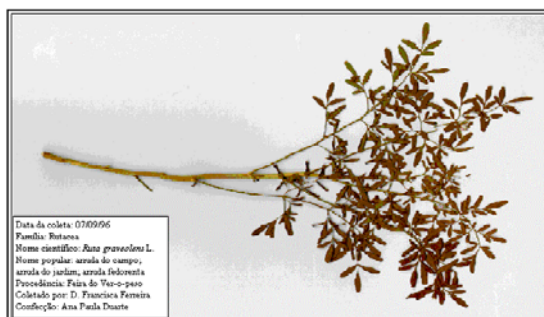 Data da coleta: 07/09/96
Família: Rutacea
Nome científico: Ruta graveolens L.
Nome popular: arruda do campo;
arruda do jardim; arruda fedorenta
Procedência: Feira do Ver-o-peso
Coletado por: D. Francisca Ferreira
Confecção: Ana Paula Duarte